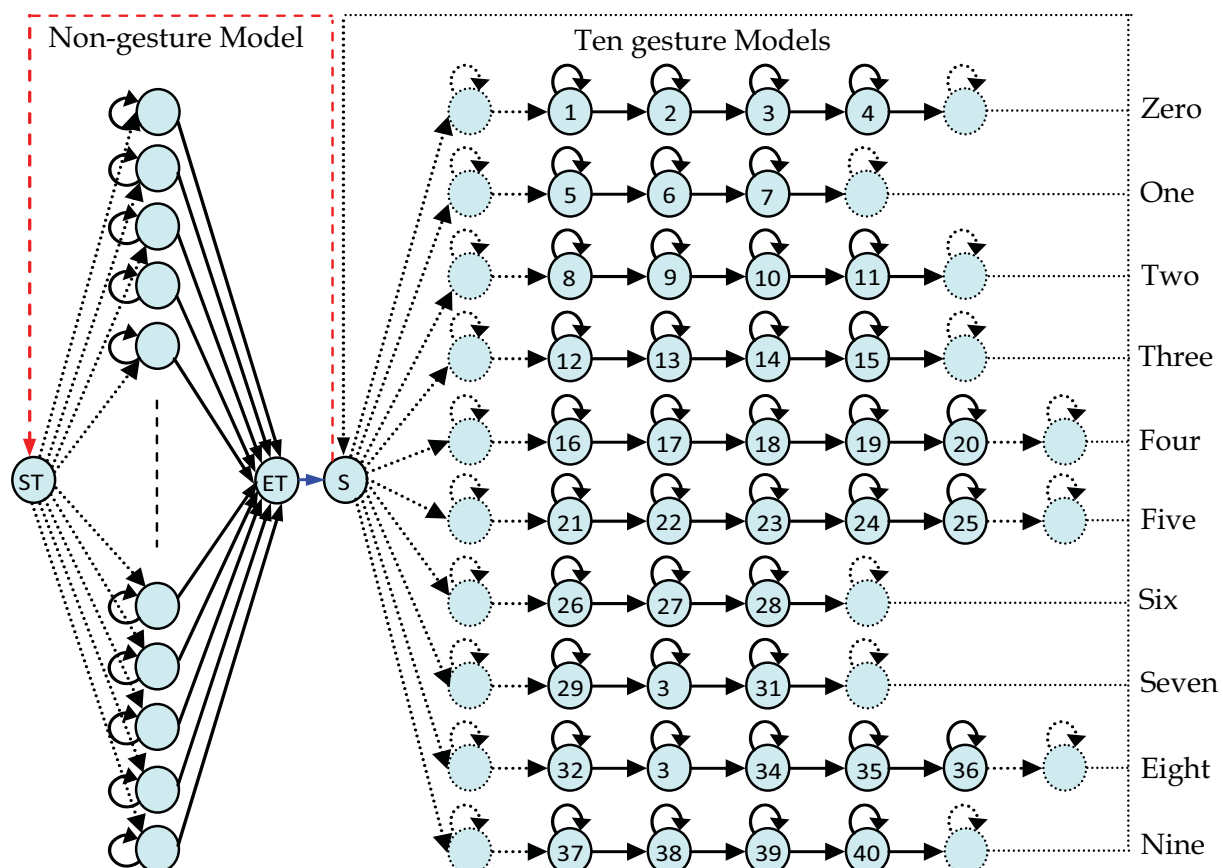 Non-gesture Model
Ten gesture Models
1 2 3 4 Zero
5 6 7 One
8 9 10 11 Two
12 13 14 15 Three
16 17 18 19 20 Four
ST ET S
21 22 23 24 25 Five
26 27 28 Six
29 3 31 Seven
32 3 34 35 36 Eight
37 38 39 40 Nine